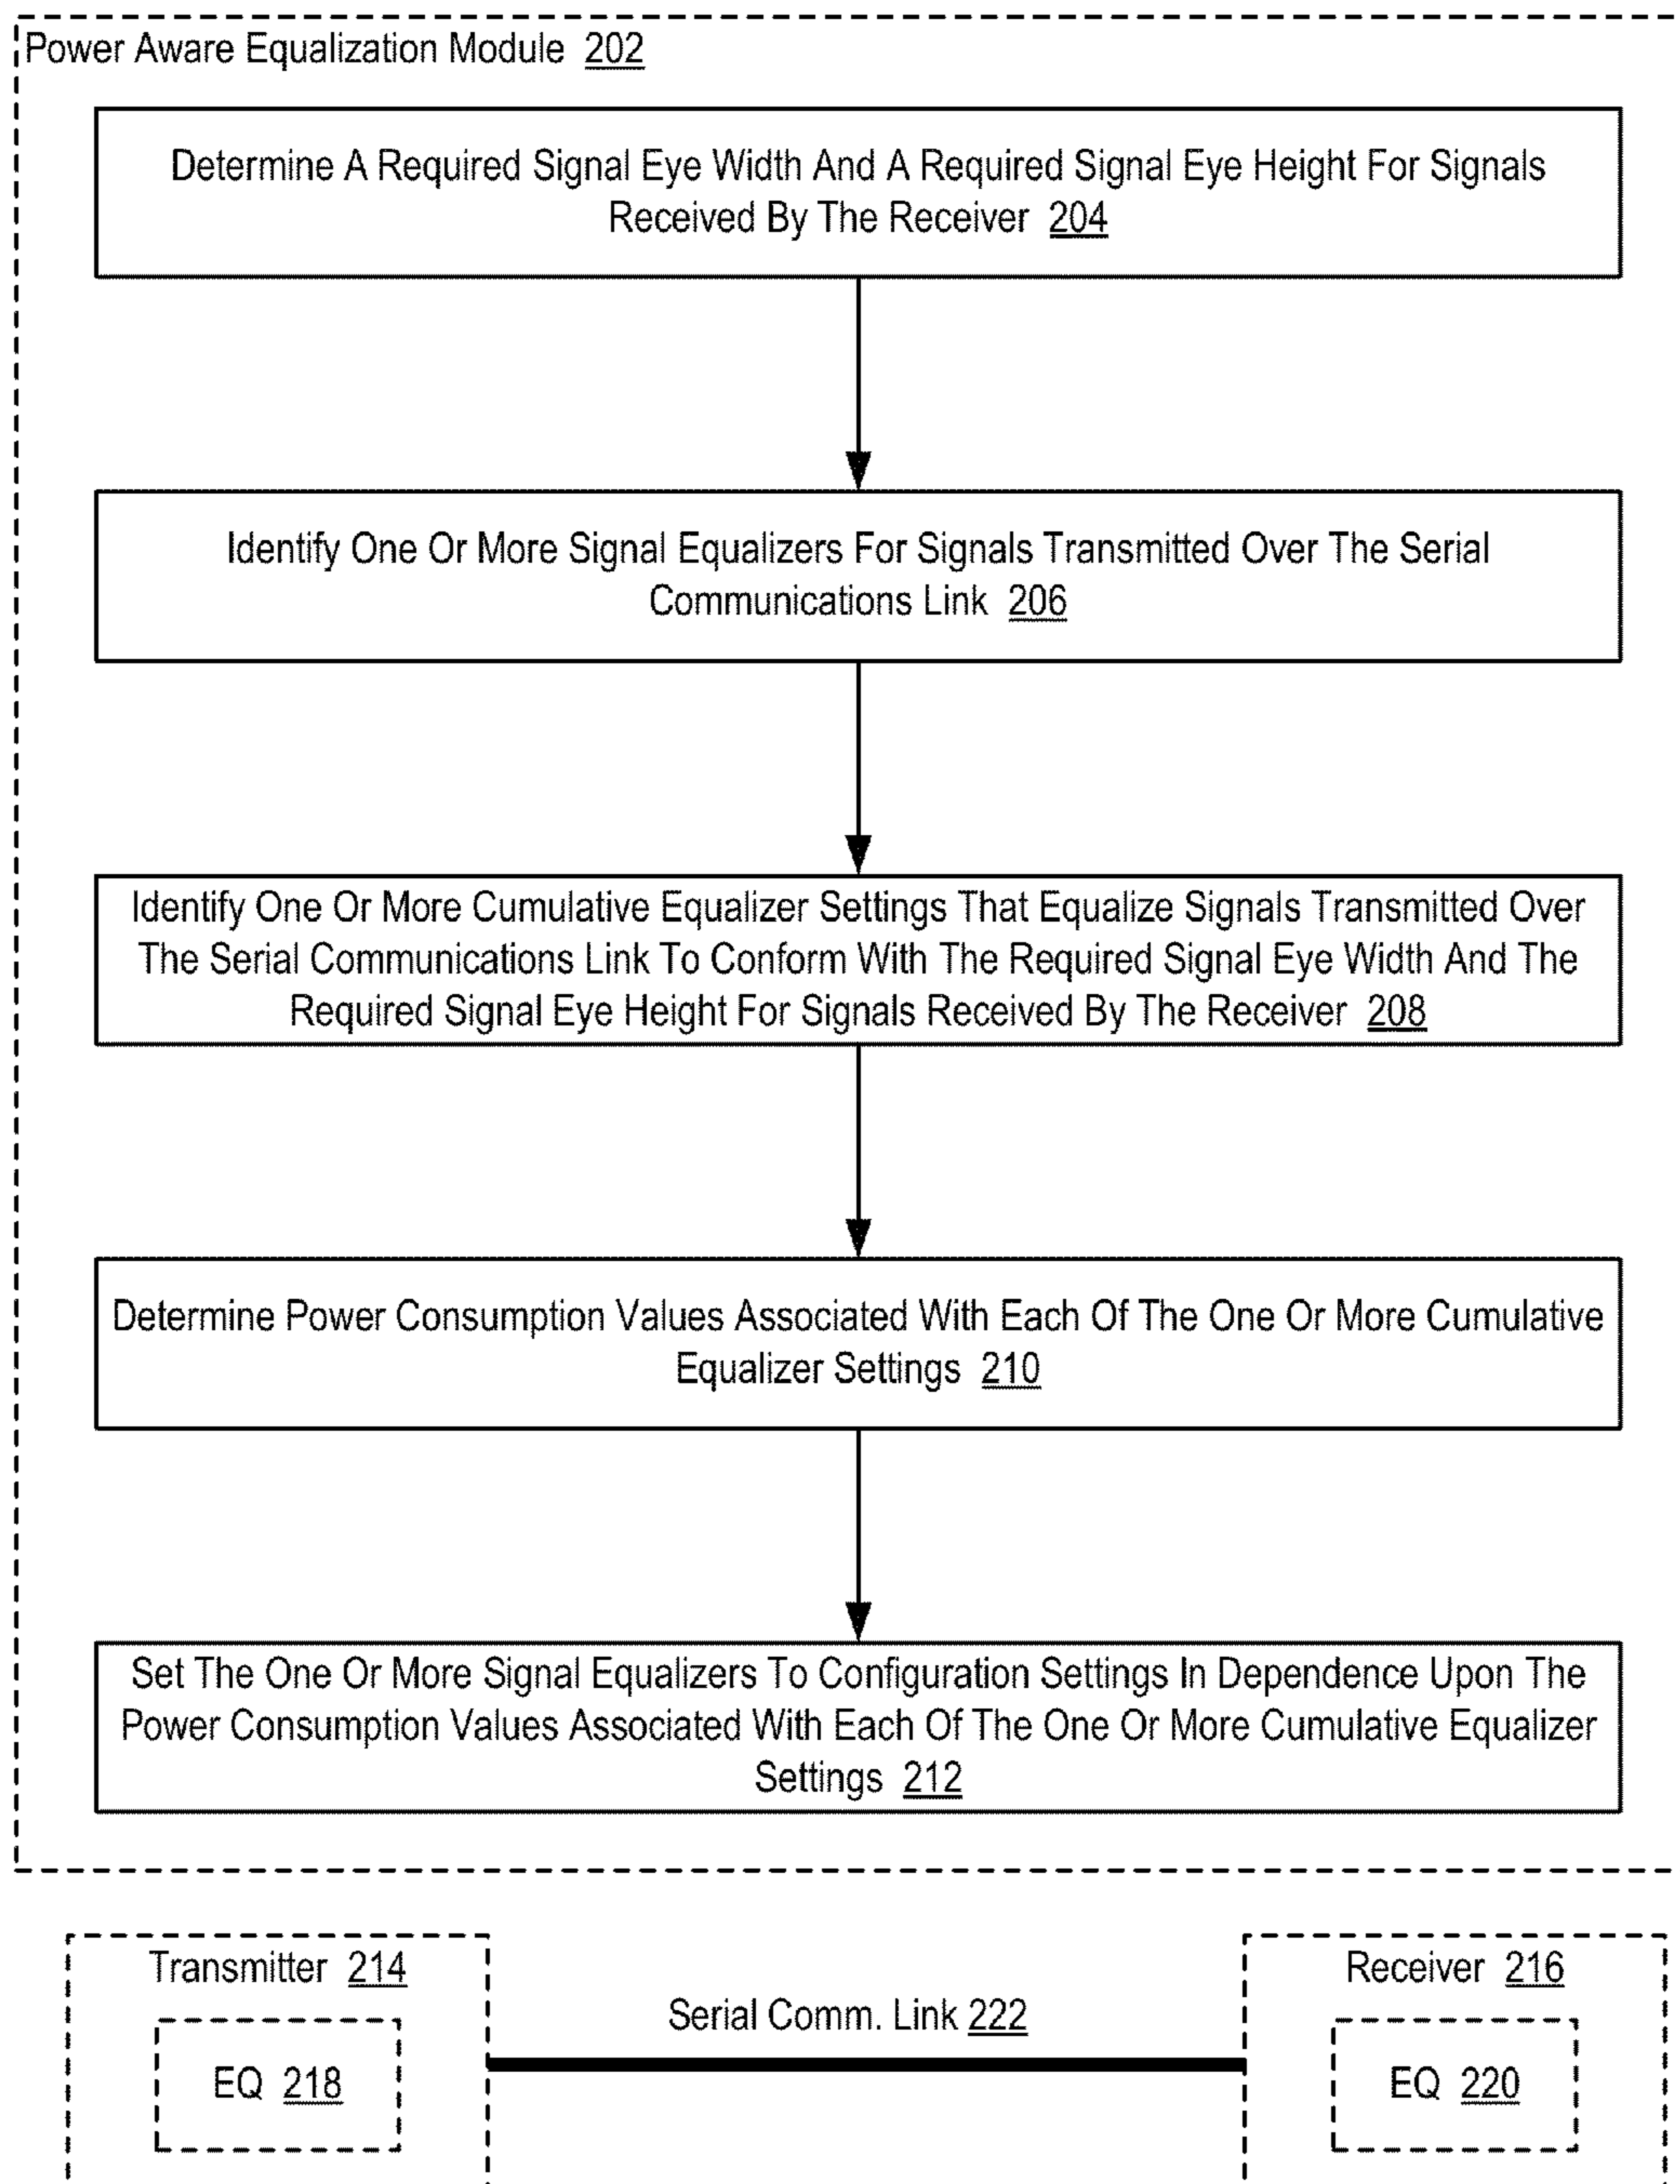 Power Aware Equalization Module 202
Determine A Required Signal Eye Width And A Required Signal Eye Height For Signals
Received By The Receiver 204
Identify One Or More Signal Equalizers For Signals Transmitted Over The Serial
Communications Link 206
Identify One Or More Cumulative Equalizer Settings That Equalize Signals Transmitted Over
The Serial Communications Link To Conform With The Required Signal Eye Width And The
Required Signal Eye Height For Signals Received By The Receiver 208
Determine Power Consumption Values Associated With Each Of The One Or More Cumulative
Equalizer Settings 210
Set The One Or More Signal Equalizers To Configuration Settings In Dependence Upon The
Power Consumption Values Associated With Each Of The One Or More Cumulative Equalizer
Settings 212
Transmitter 214
EQ 218
Serial Comm. Link 222
Receiver 216
EQ 220